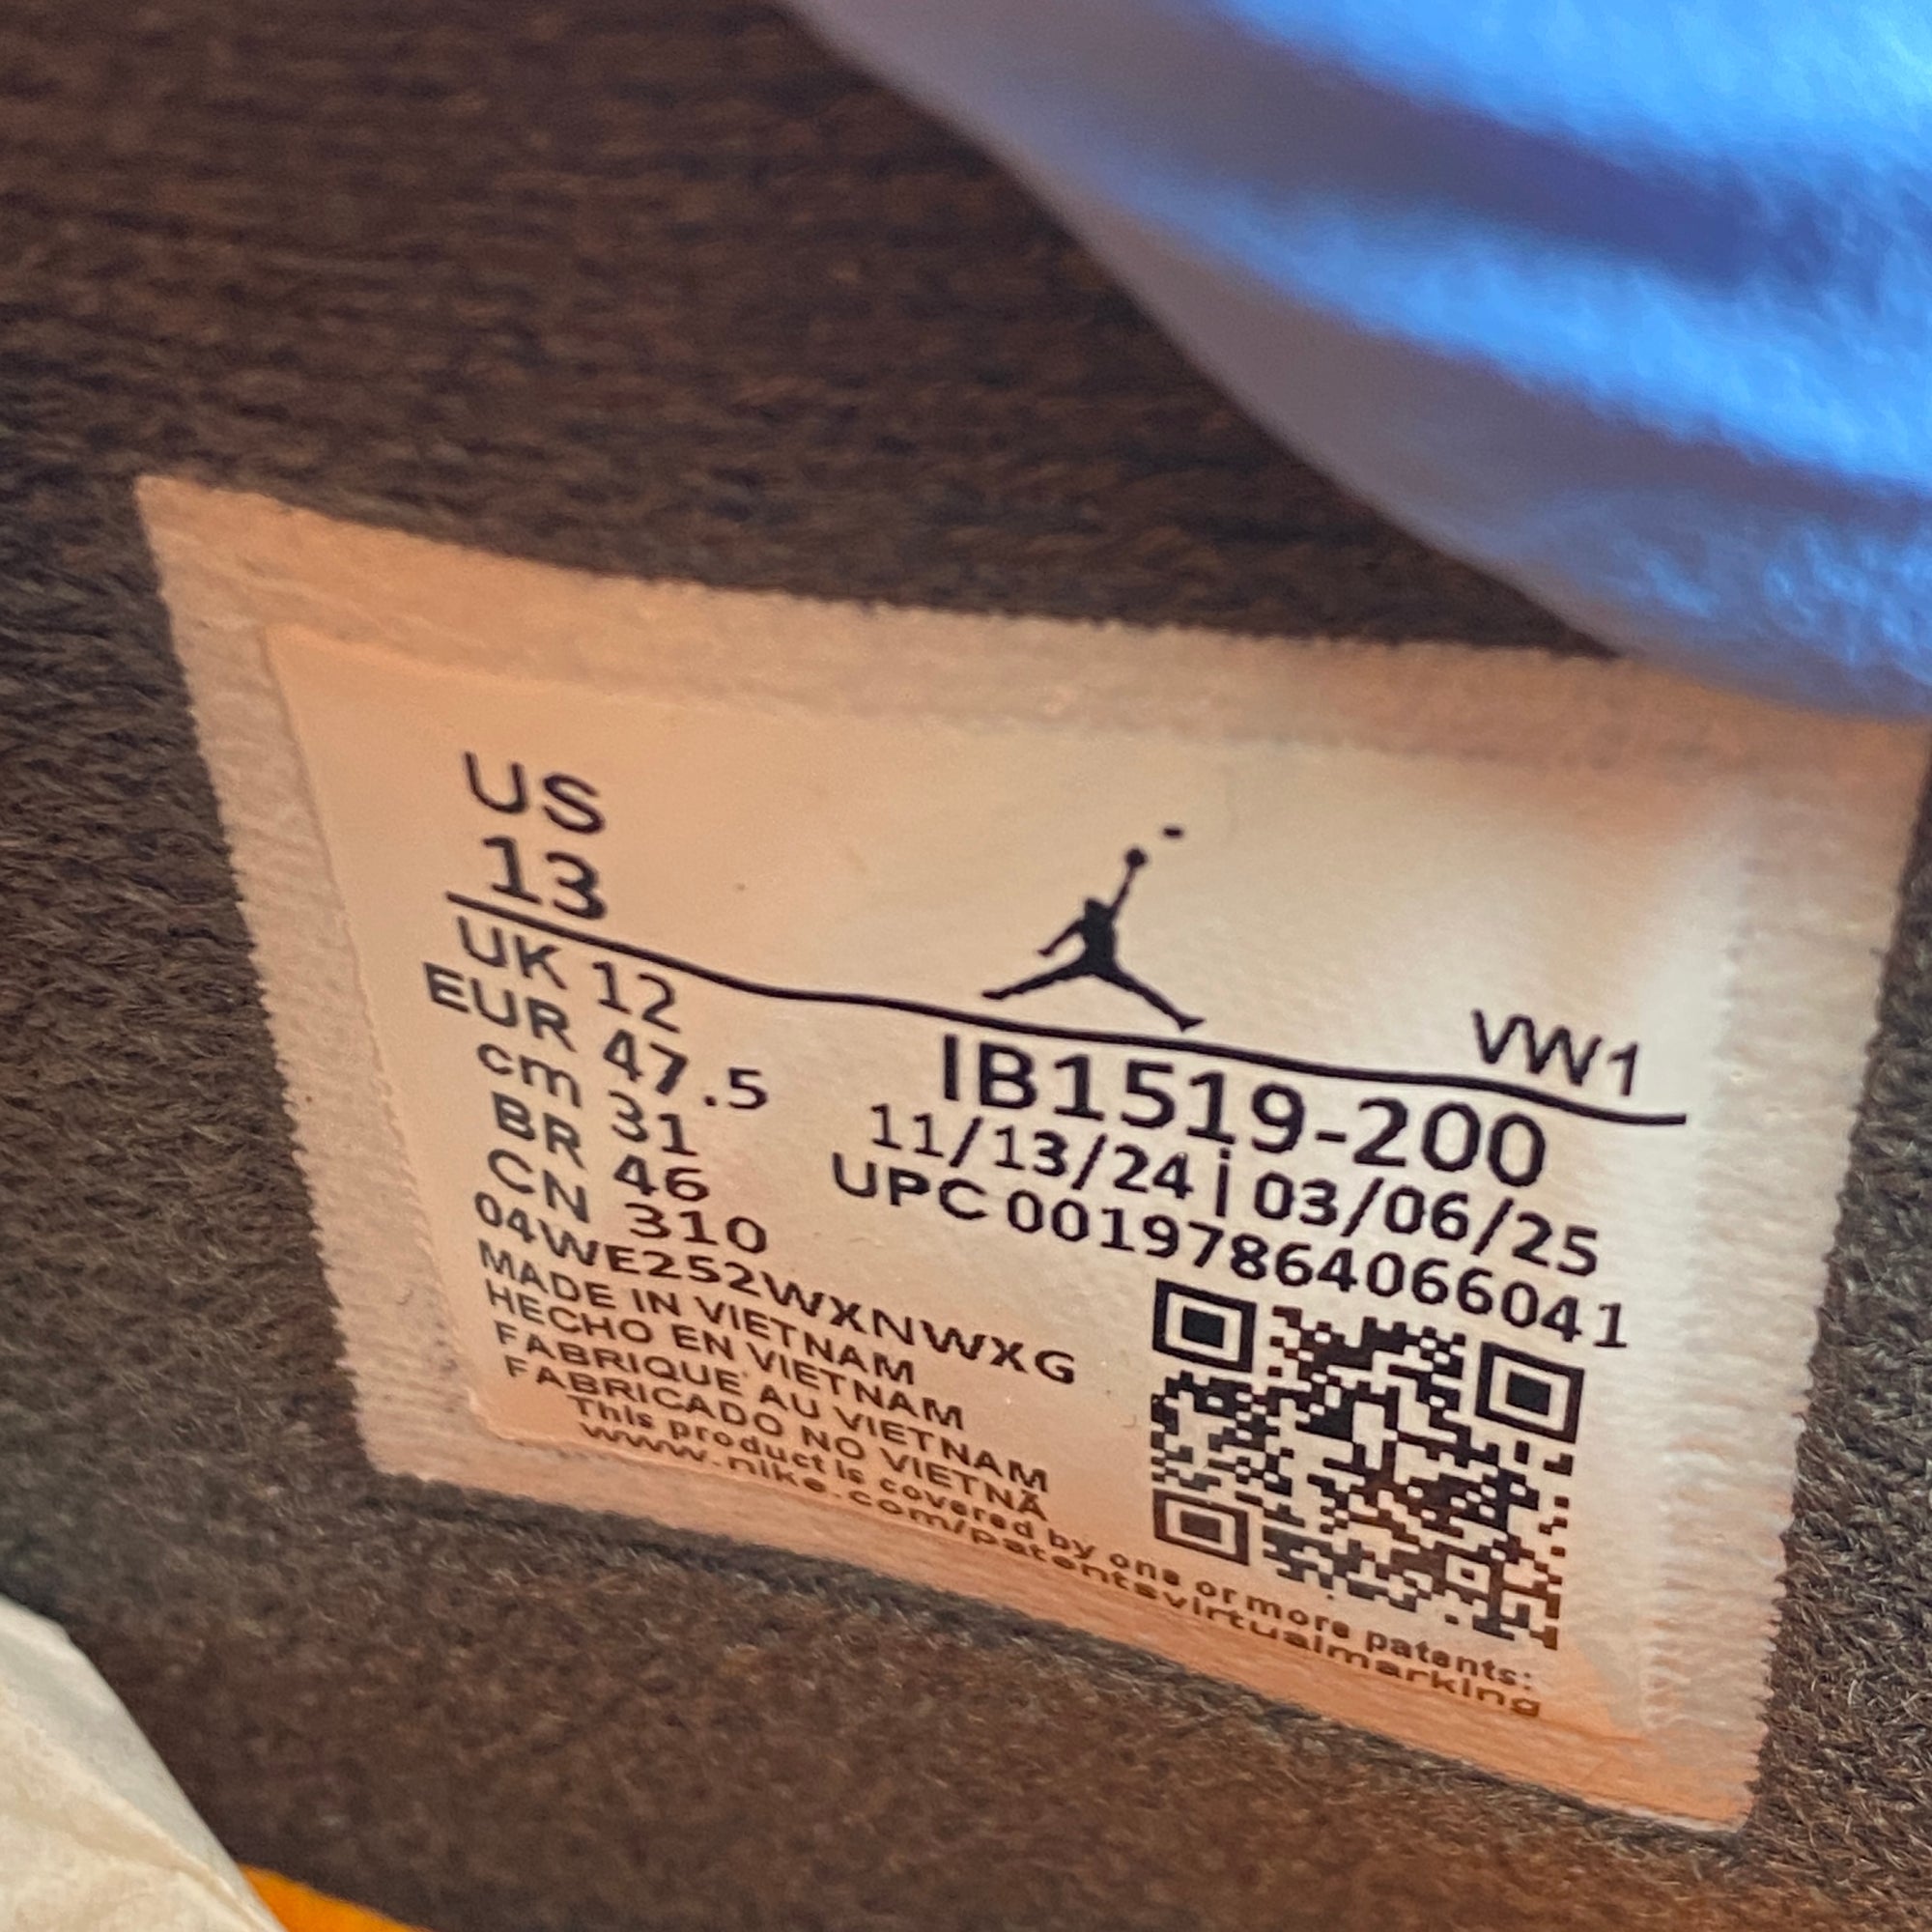 US
13
VW1
UK 12
EUR 47.5
cm 31
BR 46
CN 310
IB1519-200
11/13/24 | 03/06/25
UPC 00197864066041
04WE252WXNWXG
MADE IN VIETNAM
HECHO EN VIETNAM
FABRIQUE' AU VIETNAM
FABRICADO NO VIETNÃ
This product is covered by one or more patents:
www.nike.com/patentsvirtualmarking